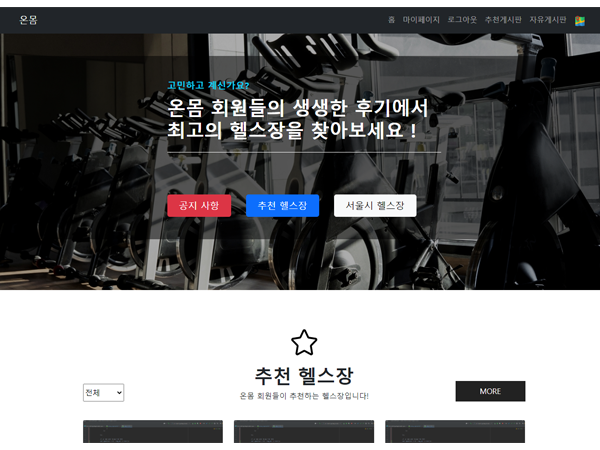 온몸
홈 마이페이지 로그아웃 추천게시판 자유게시판
고민하고 계신가요?
온몸 회원들의 생생한 후기에서
최고의 헬스장을 찾아보세요 !
공지 사항 추천 헬스장 서울시 헬스장
추천 헬스장
온몸 회원들이 추천하는 헬스장입니다!
전체
MORE